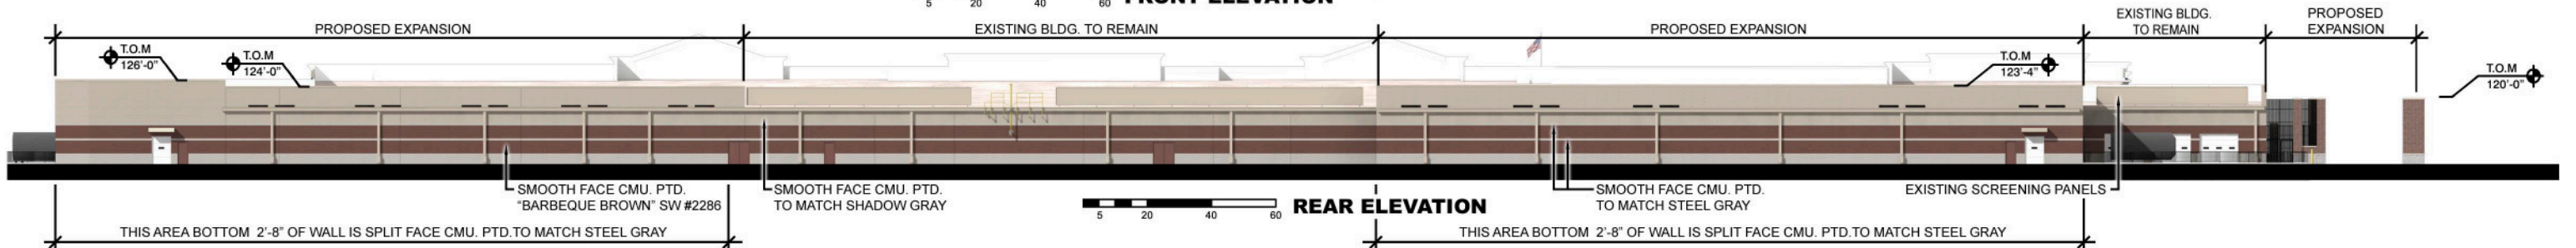 5 20 40 60 FRONT ELEVATION
PROPOSED EXPANSION
EXISTING BLDG. TO REMAIN
PROPOSED EXPANSION
EXISTING BLDG.
TO REMAIN
PROPOSED
EXPANSION
T.O.M
126'-0"
T.O.M
124'-0"
T.O.M
123'-4"
T.O.M
120'-0"
SMOOTH FACE CMU. PTD.
"BARBEQUE BROWN" SW #2286
SMOOTH FACE CMU. PTD.
TO MATCH SHADOW GRAY
SMOOTH FACE CMU. PTD.
TO MATCH STEEL GRAY
EXISTING SCREENING PANELS
5 20 40 60 REAR ELEVATION
THIS AREA BOTTOM 2'-8" OF WALL IS SPLIT FACE CMU. PTD.TO MATCH STEEL GRAY
THIS AREA BOTTOM 2'-8" OF WALL IS SPLIT FACE CMU. PTD.TO MATCH STEEL GRAY